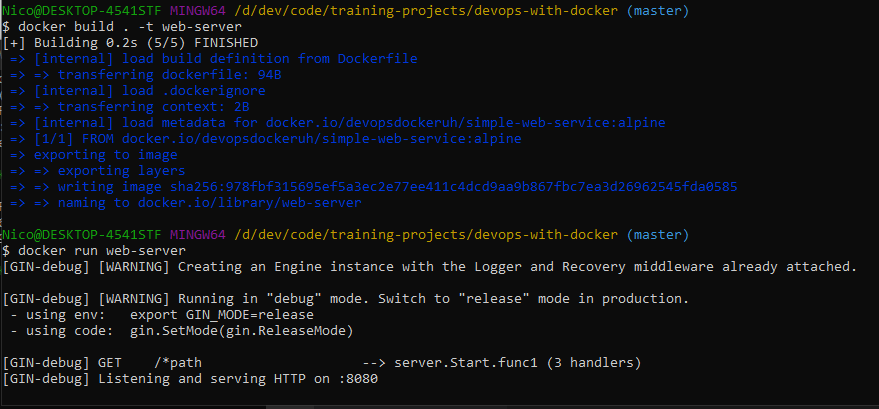 Nico@DESKTOP-4541STF MINGW64 /d/dev/code/training-projects/devops-with-docker (master)
$ docker build . -t web-server
[+] Building 0.2s (5/5) FINISHED
=> [internal] load build definition from Dockerfile
=> => transferring dockerfile: 94B
=> [internal] load .dockerignore
=> => transferring context: 2B
=> [internal] load metadata for docker.io/devopsdockeruh/simple-web-service:alpine
=> [1/1] FROM docker.io/devopsdockeruh/simple-web-service:alpine
=> exporting to image
=> => exporting layers
=> => writing image sha256:978fbf315695ef5a3ec2e77ee411c4dcd9aa9b867fbc7ea3d26962545fda0585
=> => naming to docker.io/library/web-server
Nico@DESKTOP-4541STF MINGW64 /d/dev/code/training-projects/devops-with-docker (master)
$ docker run web-server
[GIN-debug] [WARNING] Creating an Engine instance with the Logger and Recovery middleware already attached.
[GIN-debug] [WARNING] Running in "debug" mode. Switch to "release" mode in production.
- using env:   export GIN_MODE=release
- using code:  gin.SetMode(gin.ReleaseMode)
[GIN-debug] GET    /*path                    --> server.Start.func1 (3 handlers)
[GIN-debug] Listening and serving HTTP on :8080